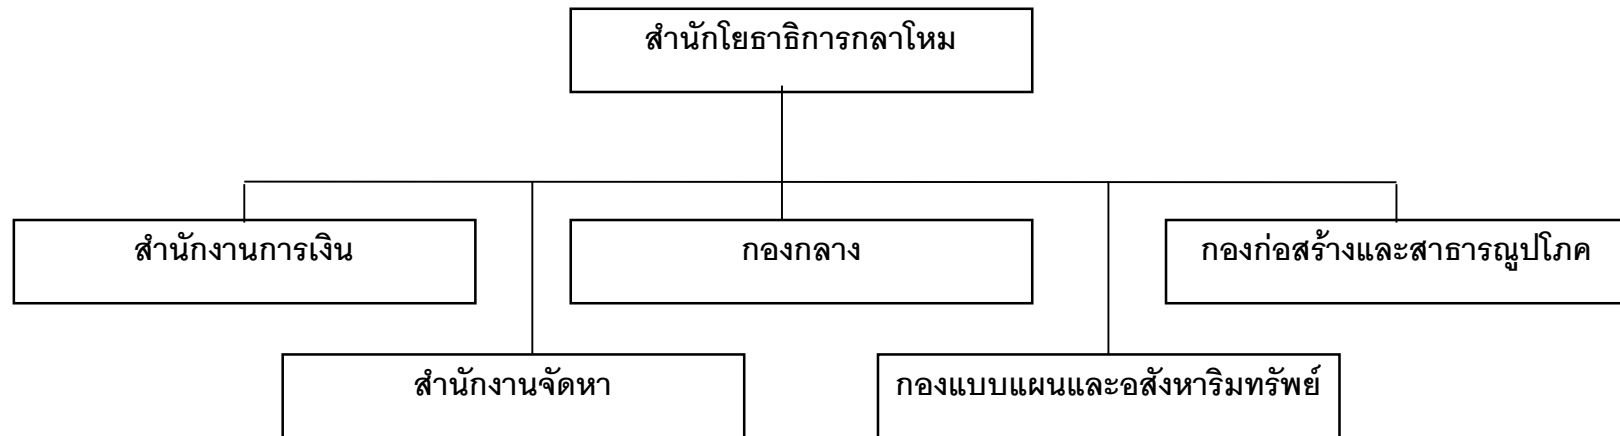 สำนักโยธาธิการกลาโหม
สำนักงานการเงิน
กองกลาง
กองก่อสร้างและสาธารณูปโภค
สำนักงานจัดหา
กองแบบแผนและอสังหาริมทรัพย์